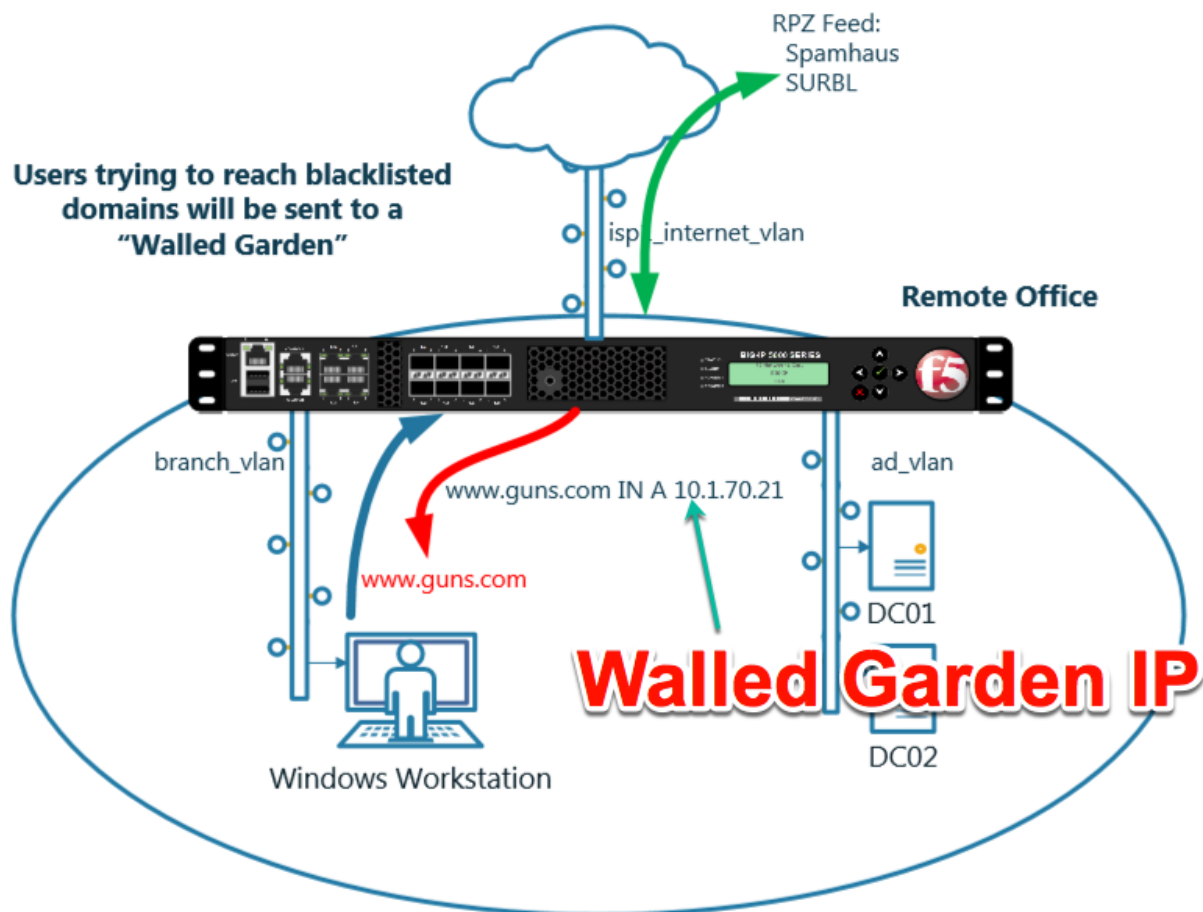 RPZ Feed:
Spamhaus
SURBL
Users trying to reach blacklisted
domains will be sent to a
“Walled Garden”
Remote Office
BIG-IP 5000 SERIES
f5
branch_vlan
ad_vlan
www.guns.com IN A 10.1.70.21
www.guns.com
DC01
Walled Garden IP
DC02
Windows Workstation